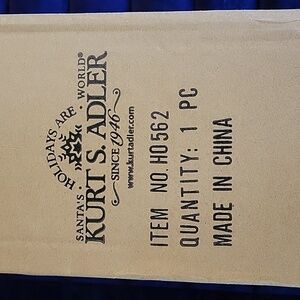 HOLIDAYS ARE
SANTA'S · WORLD®
KURT S. ADLER
SINCE 1946
www.kurtadler.com
ITEM NO. H0562
QUANTITY: 1 PC
MADE IN CHINA